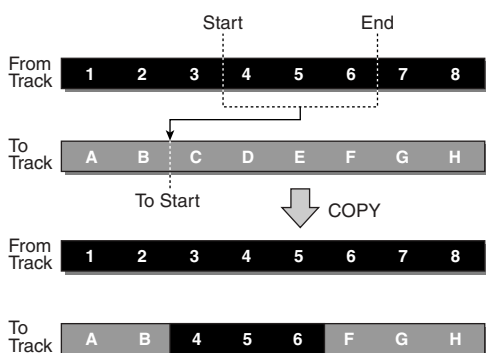 Start End
From
Track 1 2 3 4 5 6 7 8
To
Track A B C D E F G H
To Start
COPY
From
Track 1 2 3 4 5 6 7 8
To
Track A B 4 5 6 F G H